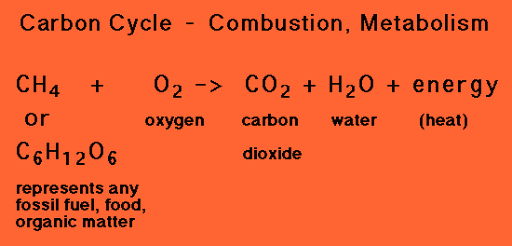 Carbon Cycle - Combustion, Metabolism
CH₄ + O₂ -> CO₂ + H₂O + energy
or oxygen carbon water (heat)
C₆H₁₂O₆ dioxide
represents any
fossil fuel, food,
organic matter